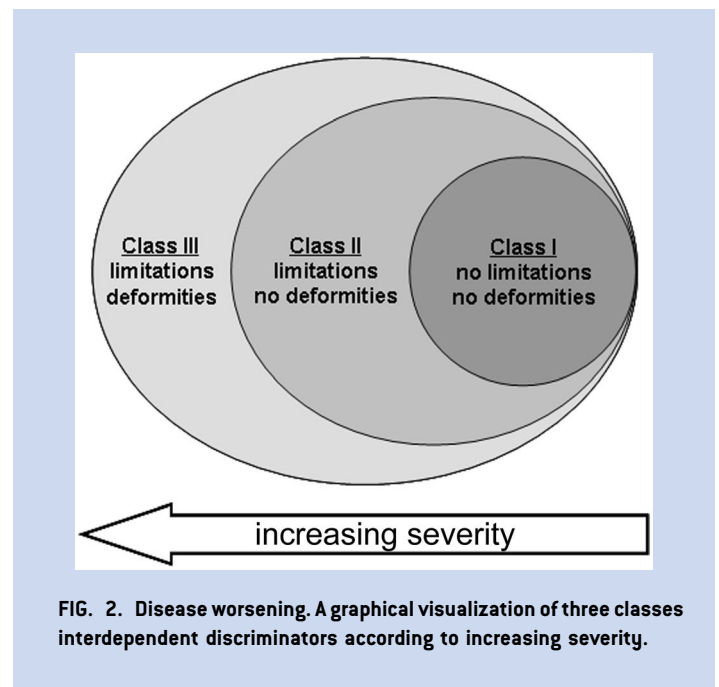 Class III
limitations
deformities
Class II
limitations
no deformities
Class I
no limitations
no deformities
increasing severity
FIG. 2. Disease worsening. A graphical visualization of three classes
interdependent discriminators according to increasing severity.